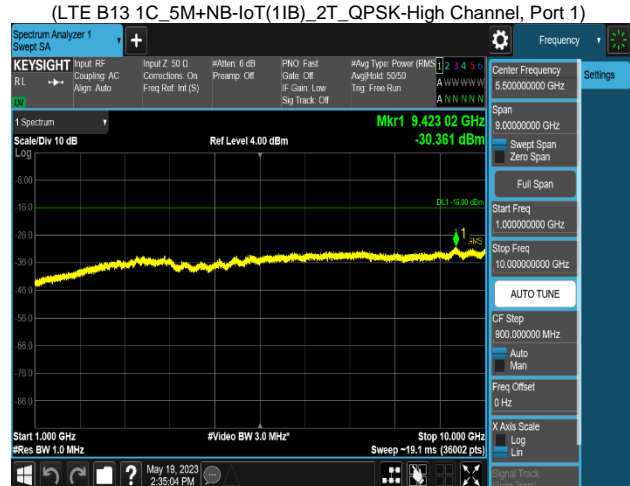 (LTE B13 1C_5M+NB-IoT(1IB)_2T_QPSK-High Channel, Port 1)
Spectrum Analyzer 1
Swept SA
+
Frequency
KEYSIGHT Input: RF Input Z: 50 Ω #Atten: 6 dB PNO: Fast #Avg Type: Power (RMS 1 2 3 4 5 6
RL Coupling: AC Corrections: On Preamp: Off Gate: Off Avg|Hold: 50/50 A W W W W W
Align: Auto Freq Ref: Int (S) IF Gain: Low Trig: Free Run
Sig Track: Off A N N N N N
LXI
1 Spectrum
Mkr1 9.423 02 GHz
Scale/Div 10 dB Ref Level 4.00 dBm -30.361 dBm
Log
-6.00
-16.0
DL1 -16.00 dBm
-26.0
1
RMS
-36.0
-46.0
-56.0
-66.0
-76.0
-86.0
Start 1.000 GHz #Video BW 3.0 MHz* Stop 10.000 GHz
#Res BW 1.0 MHz Sweep ~19.1 ms (36002 pts)
?
May 19, 2023
2:35:04 PM
Center Frequency
5.500000000 GHz
Settings
Span
9.00000000 GHz
Swept Span
Zero Span
Full Span
Start Freq
1.000000000 GHz
Stop Freq
10.000000000 GHz
AUTO TUNE
CF Step
900.000000 MHz
Auto
Man
Freq Offset
0 Hz
X Axis Scale
Log
Lin
Signal Track
(Span Zoom)